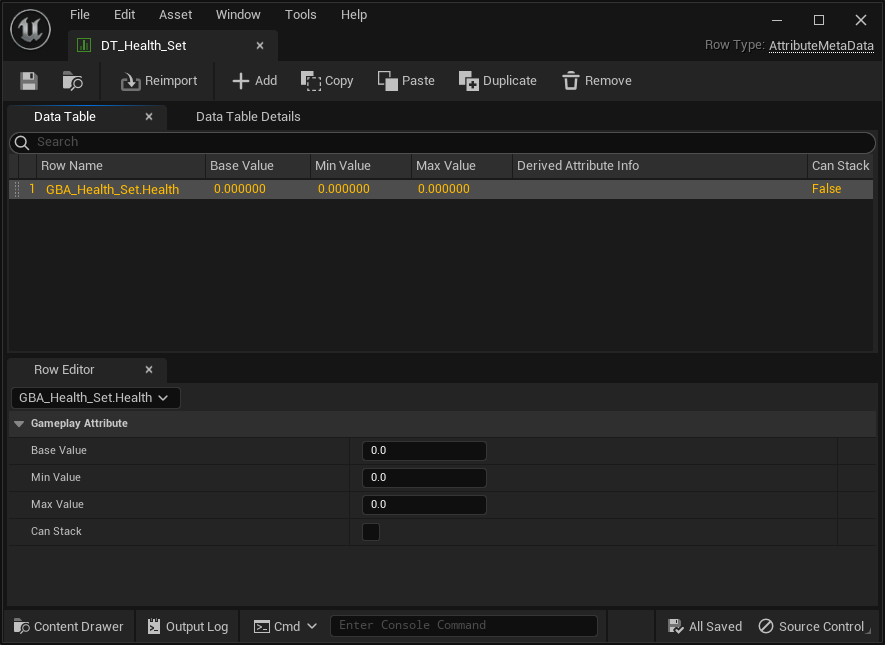 File Edit Asset Window Tools Help
DT_Health_Set
Row Type: AttributeMetaData
Reimport Add Copy Paste Duplicate Remove
Data Table Data Table Details
Search
Row Name Base Value Min Value Max Value Derived Attribute Info Can Stack
1 GBA_Health_Set.Health 0.000000 0.000000 0.000000 False
Row Editor
GBA_Health_Set.Health
Gameplay Attribute
Base Value 0.0
Min Value 0.0
Max Value 0.0
Can Stack
Content Drawer Output Log Cmd Enter Console Command All Saved Source Control